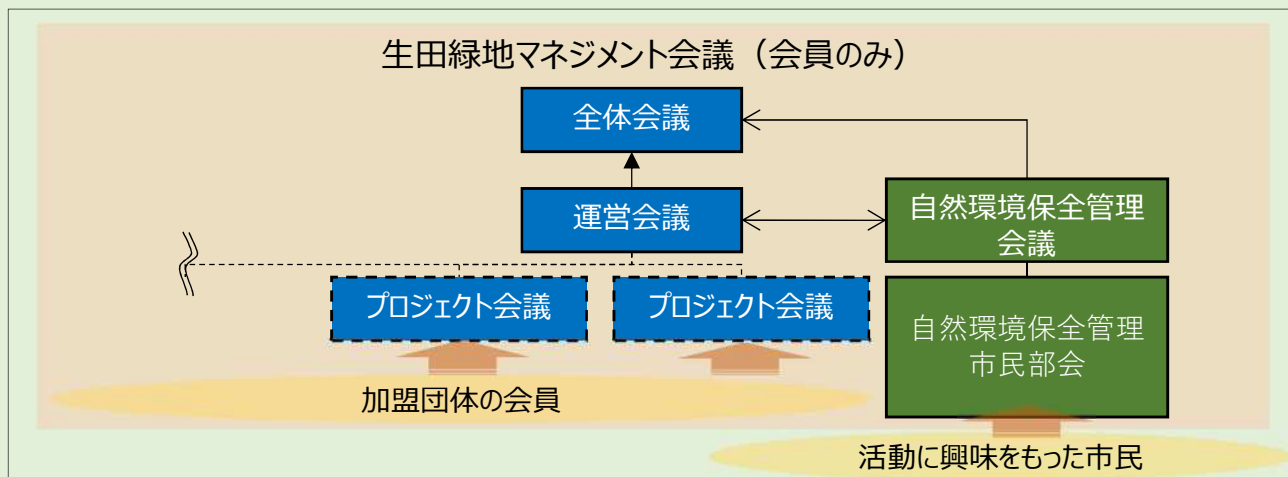 生田緑地マネジメント会議（会員のみ）
全体会議
運営会議
自然環境保全管理
会議
プロジェクト会議
プロジェクト会議
自然環境保全管理
市民部会
加盟団体の会員
活動に興味をもった市民